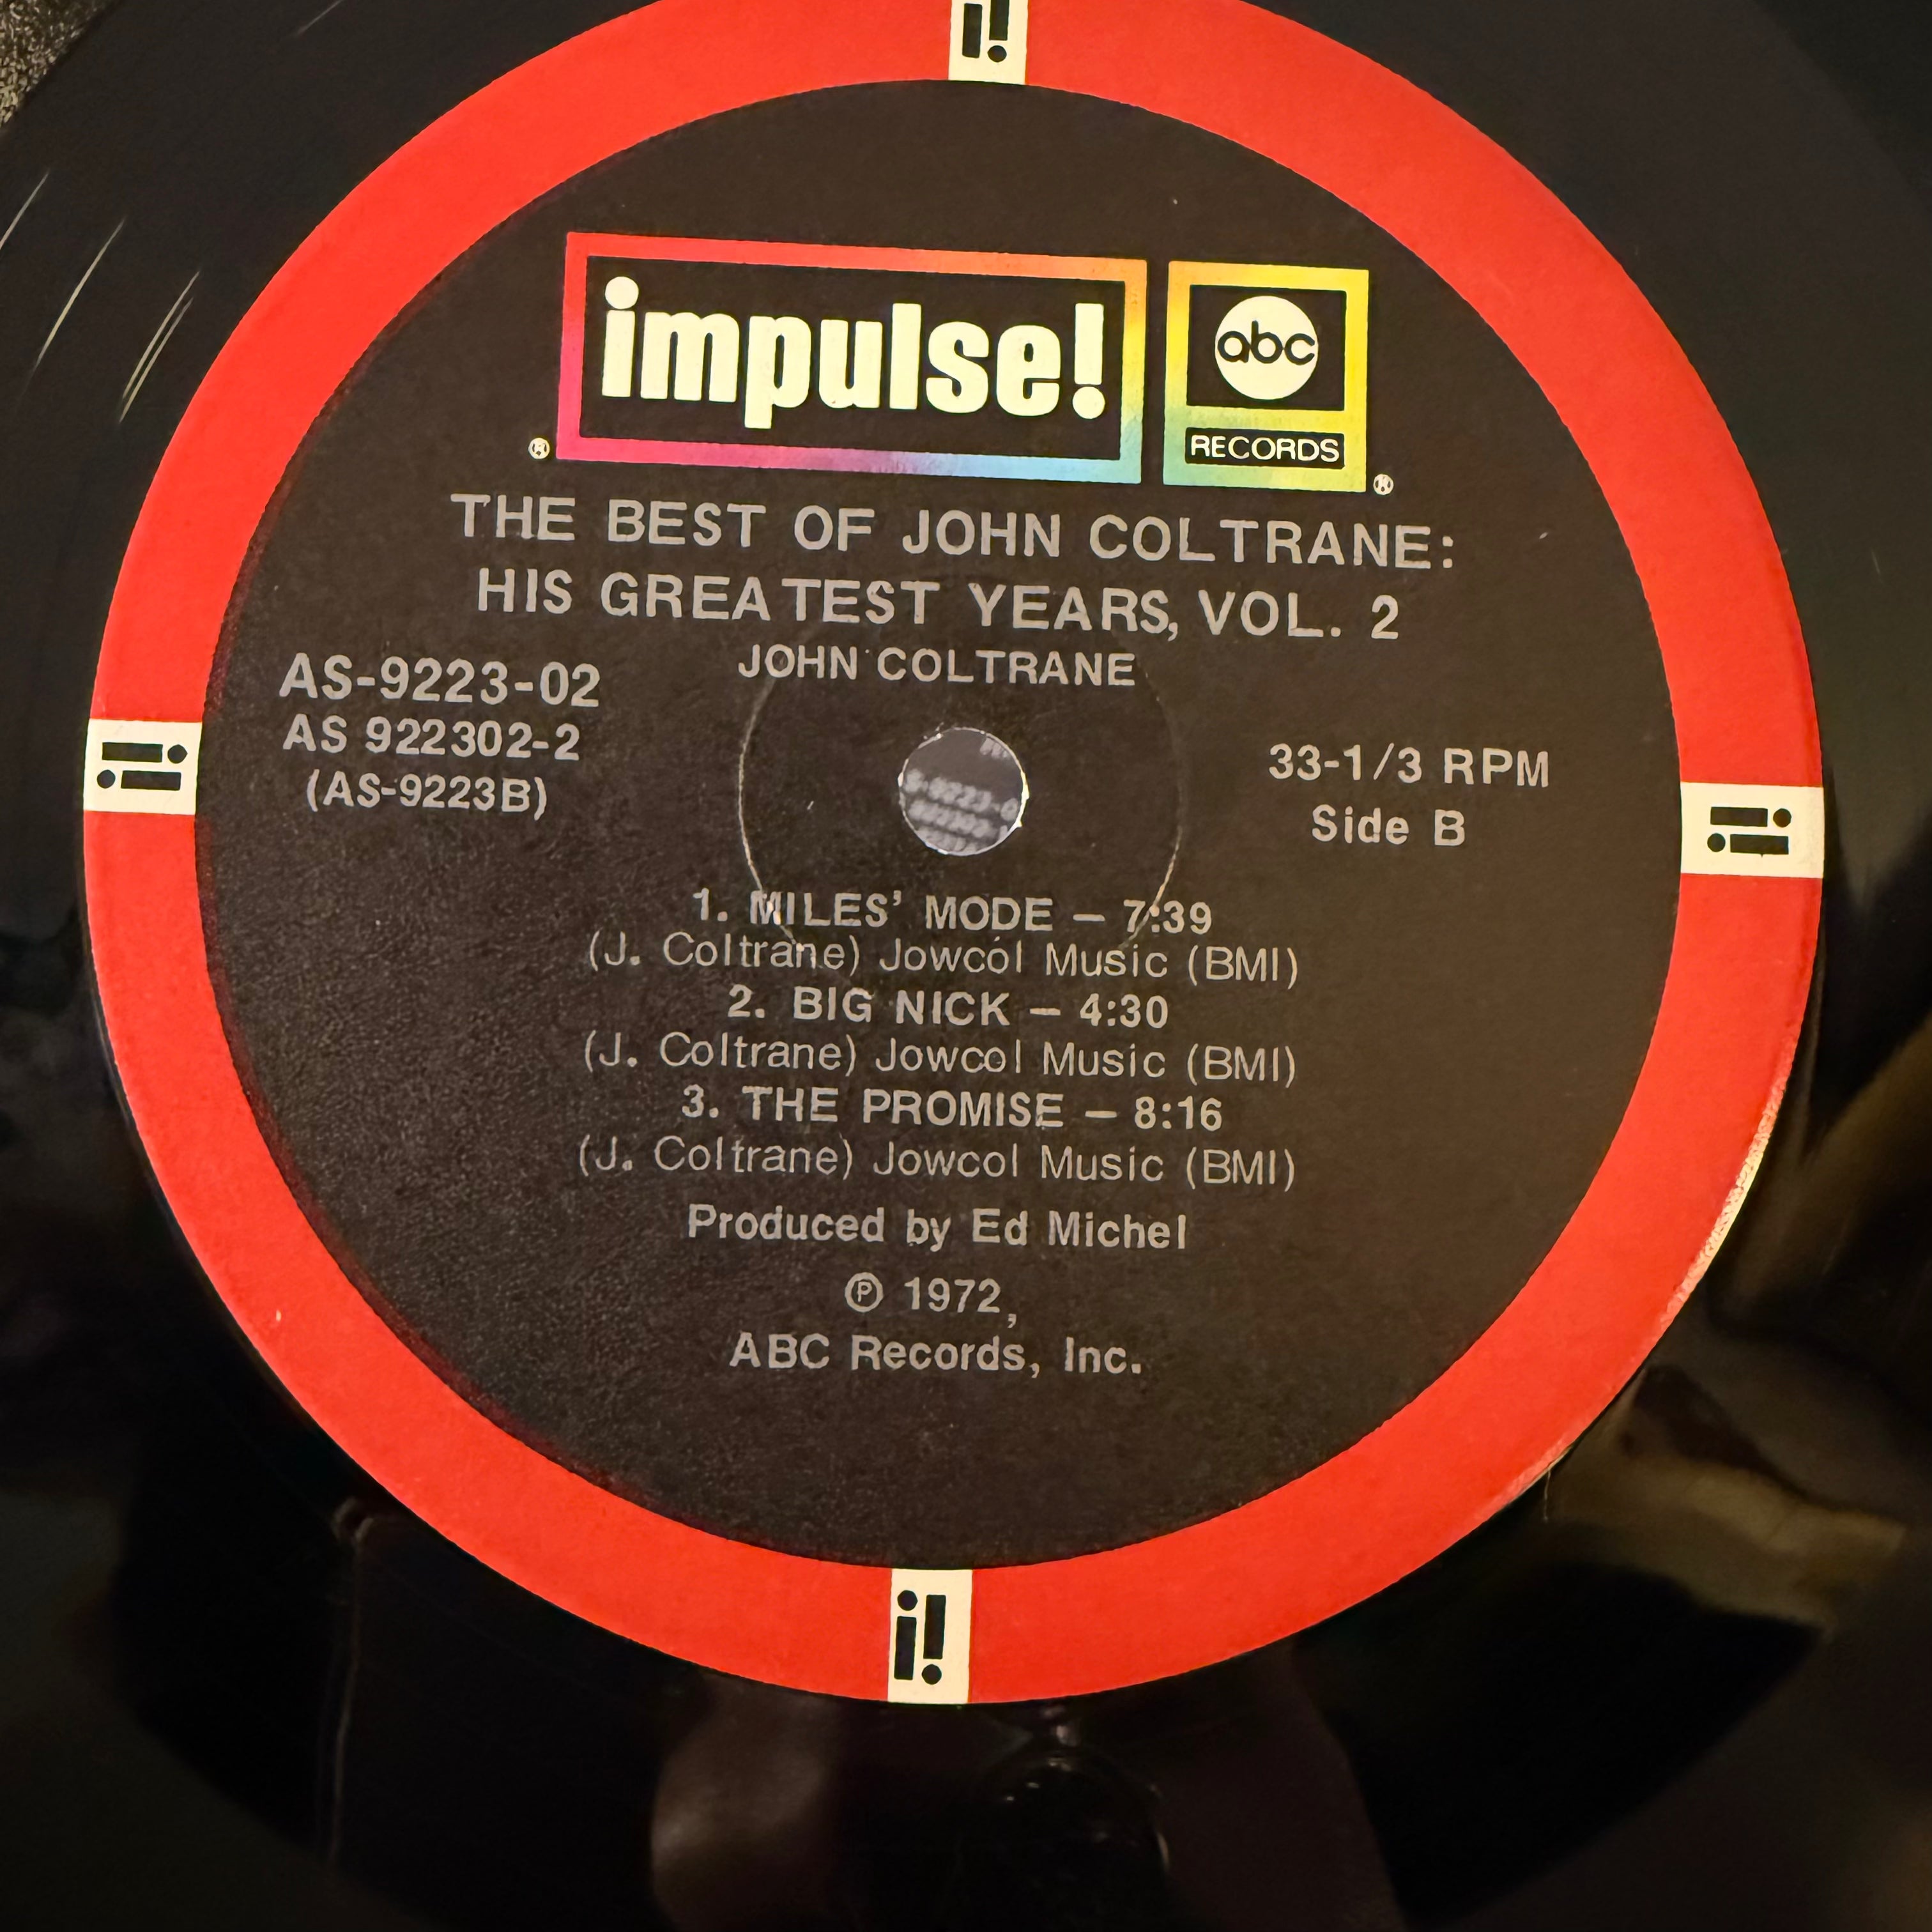 i!
impulse!
abc
RECORDS
®
®
THE BEST OF JOHN COLTRANE:
HIS GREATEST YEARS, VOL. 2
JOHN COLTRANE
AS-9223-02
AS 922302-2
(AS-9223B)
33-1/3 RPM
Side B
i!
i!
1. MILES' MODE — 7:39
(J. Coltrane) Jowcol Music (BMI)
2. BIG NICK — 4:30
(J. Coltrane) Jowcol Music (BMI)
3. THE PROMISE — 8:16
(J. Coltrane) Jowcol Music (BMI)
Produced by Ed Michel
℗ 1972,
ABC Records, Inc.
i!